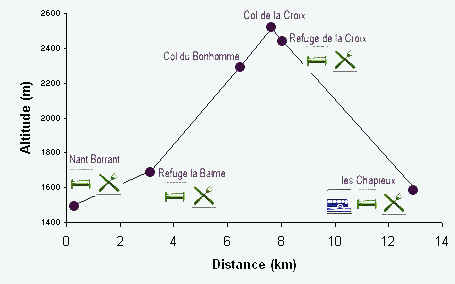 2600
Col de la Croix
Refuge de la Croix
2400
Col du Bonhomme
2200
Altitude (m)
2000
1800
Nant Borrant
Refuge la Balme
les Chapieux
1600
1400
0 2 4 6 8 10 12 14
Distance (km)